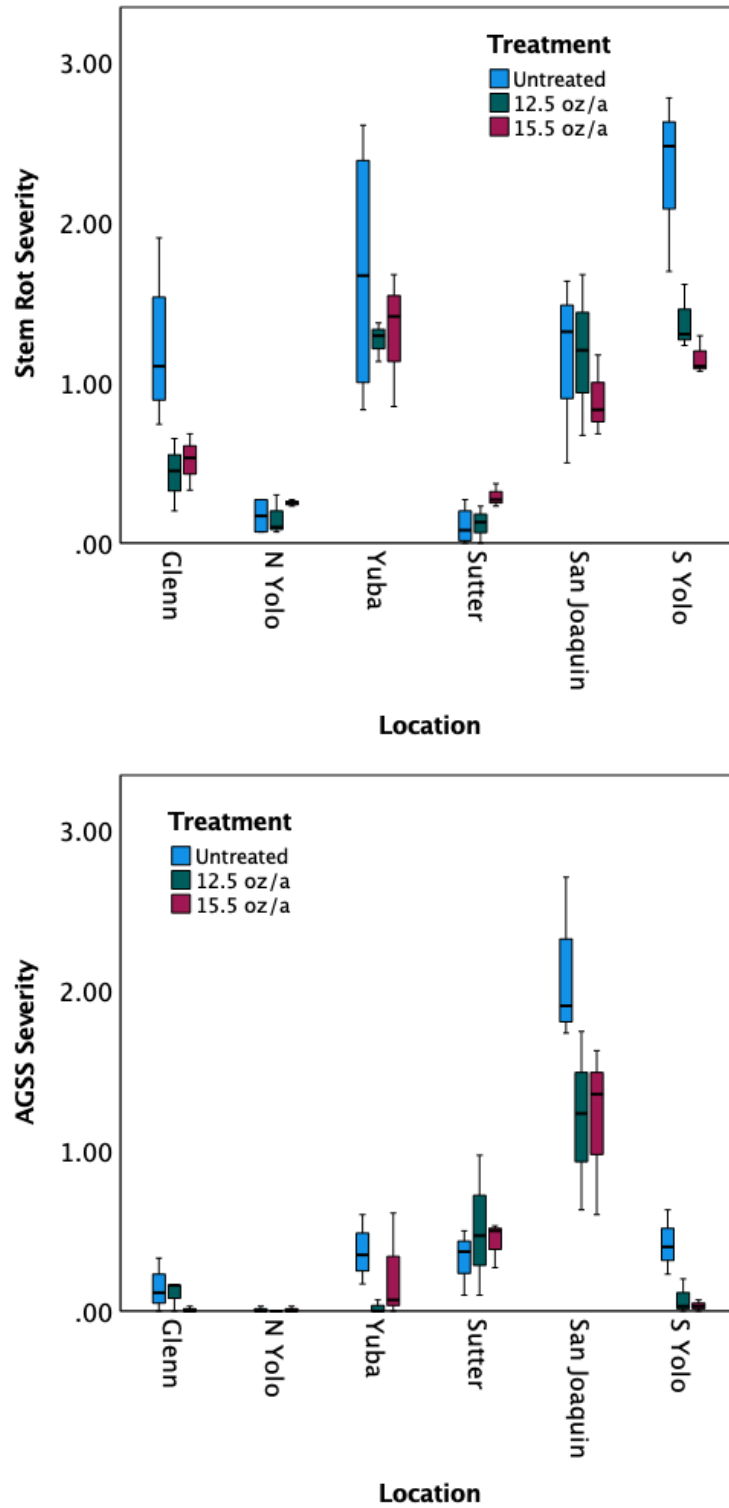 Treatment
Untreated
12.5 oz/a
15.5 oz/a
Stem Rot Severity
3.00
2.00
1.00
.00
Glenn
N Yolo
Yuba
Sutter
San Joaquin
S Yolo
Location
Treatment
Untreated
12.5 oz/a
15.5 oz/a
AGSS Severity
3.00
2.00
1.00
.00
Glenn
N Yolo
Yuba
Sutter
San Joaquin
S Yolo
Location